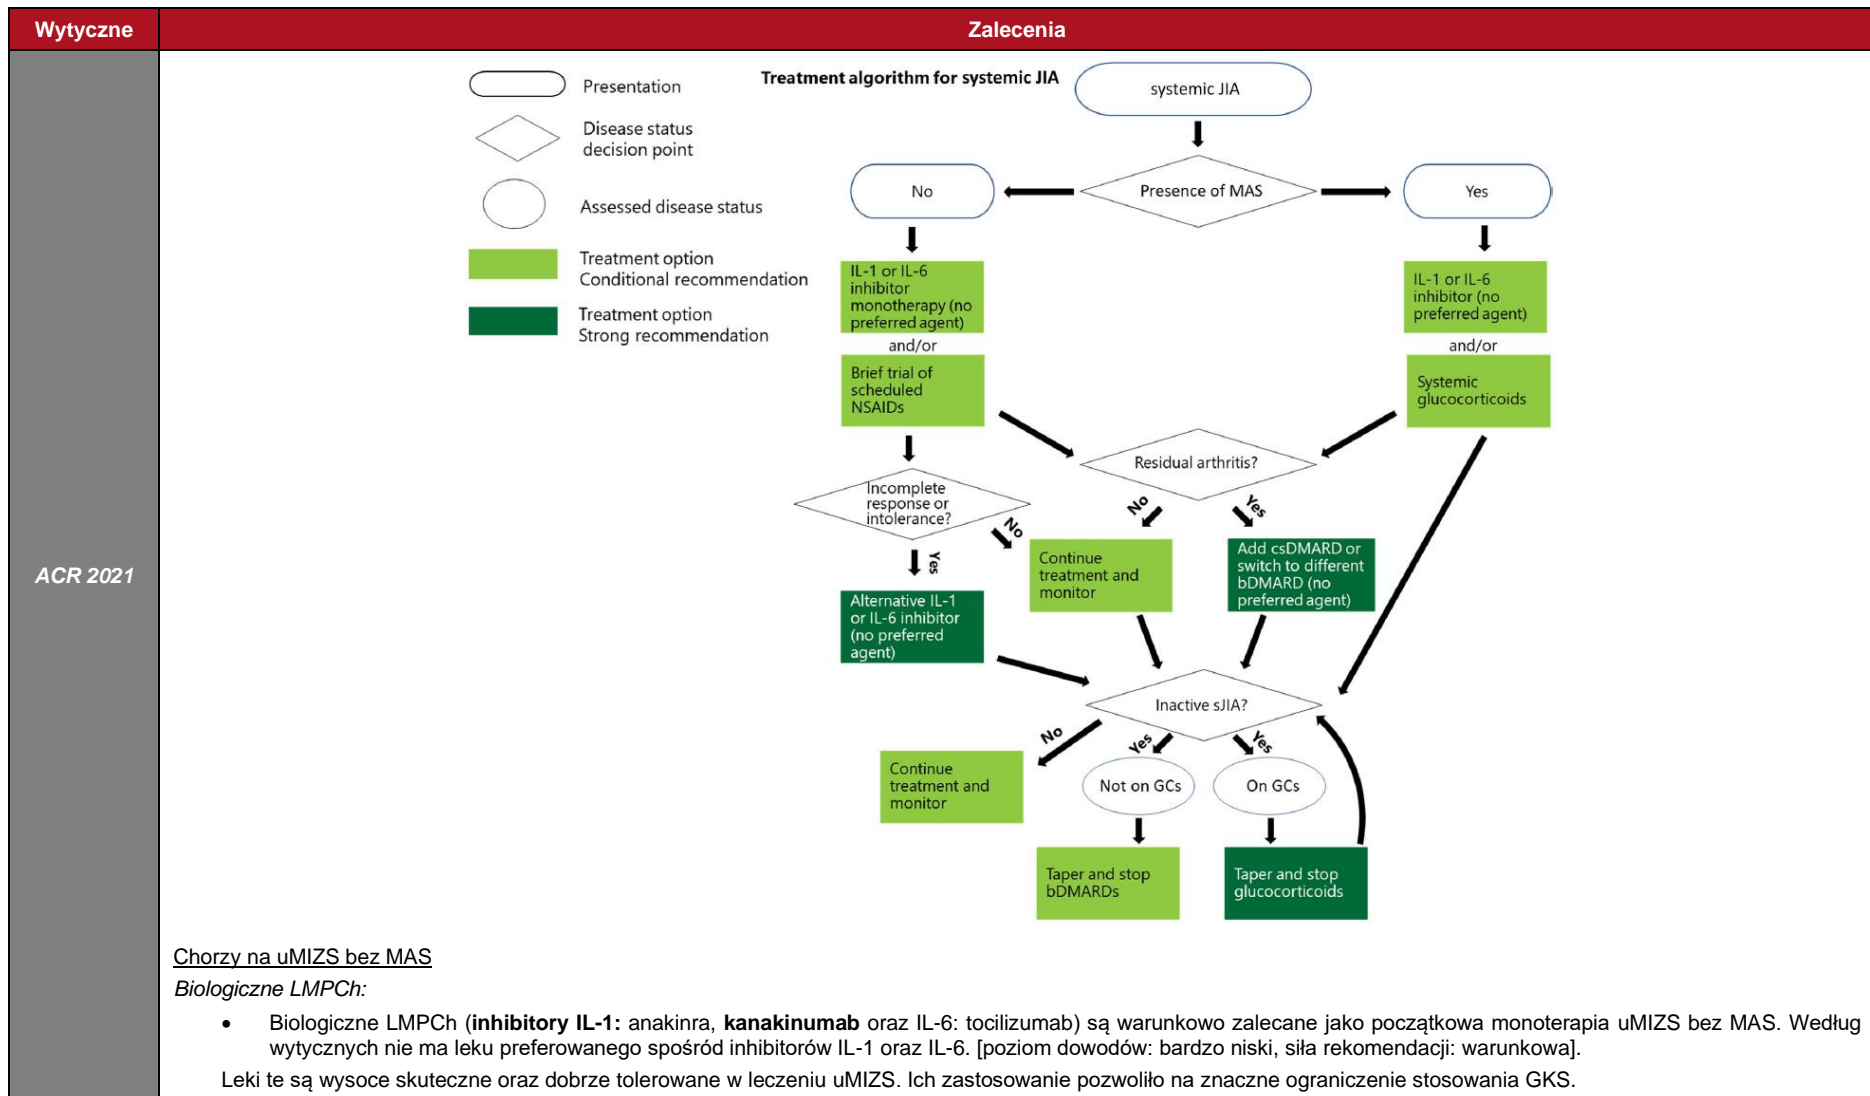 Wytyczne
Zalecenia
ACR 2021
Treatment algorithm for systemic JIA
Presentation
Disease status
decision point
Assessed disease status
Treatment option
Conditional recommendation
Treatment option
Strong recommendation
systemic JIA
Presence of MAS
No
Yes
IL-1 or IL-6
inhibitor
monotherapy (no
preferred agent)
and/or
Brief trial of
scheduled
NSAIDs
IL-1 or IL-6
inhibitor (no
preferred agent)
and/or
Systemic
glucocorticoids
Residual arthritis?
Incomplete
response or
intolerance?
No
Yes
No
Yes
Continue
treatment and
monitor
Add csDMARD or
switch to different
bDMARD (no
preferred agent)
Alternative IL-1
or IL-6 inhibitor
(no preferred
agent)
Inactive sJIA?
No
Yes
Yes
Continue
treatment and
monitor
Not on GCs
On GCs
Taper and stop
bDMARDs
Taper and stop
glucocorticoids
Chorzy na uMIZS bez MAS
Biologiczne LMPCh:
• Biologiczne LMPCh (inhibitory IL-1: anakinra, kanakinumab oraz IL-6: tocilizumab) są warunkowo zalecane jako początkowa monoterapia uMIZS bez MAS. Według
wytycznych nie ma leku preferowanego spośród inhibitorów IL-1 oraz IL-6. [poziom dowodów: bardzo niski, siła rekomendacji: warunkowa].
Leki te są wysoce skuteczne oraz dobrze tolerowane w leczeniu uMIZS. Ich zastosowanie pozwoliło na znaczne ograniczenie stosowania GKS.